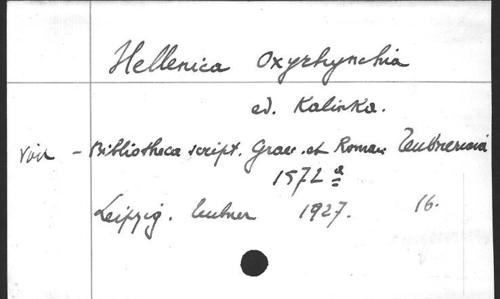 Hellenica Oxyrhynchia
ed. Kalinka.
Voir - Bibliotheca script. Graec. et Roman. Teubneriana
1572 a
Leipzig. Teubner 1927. 16.